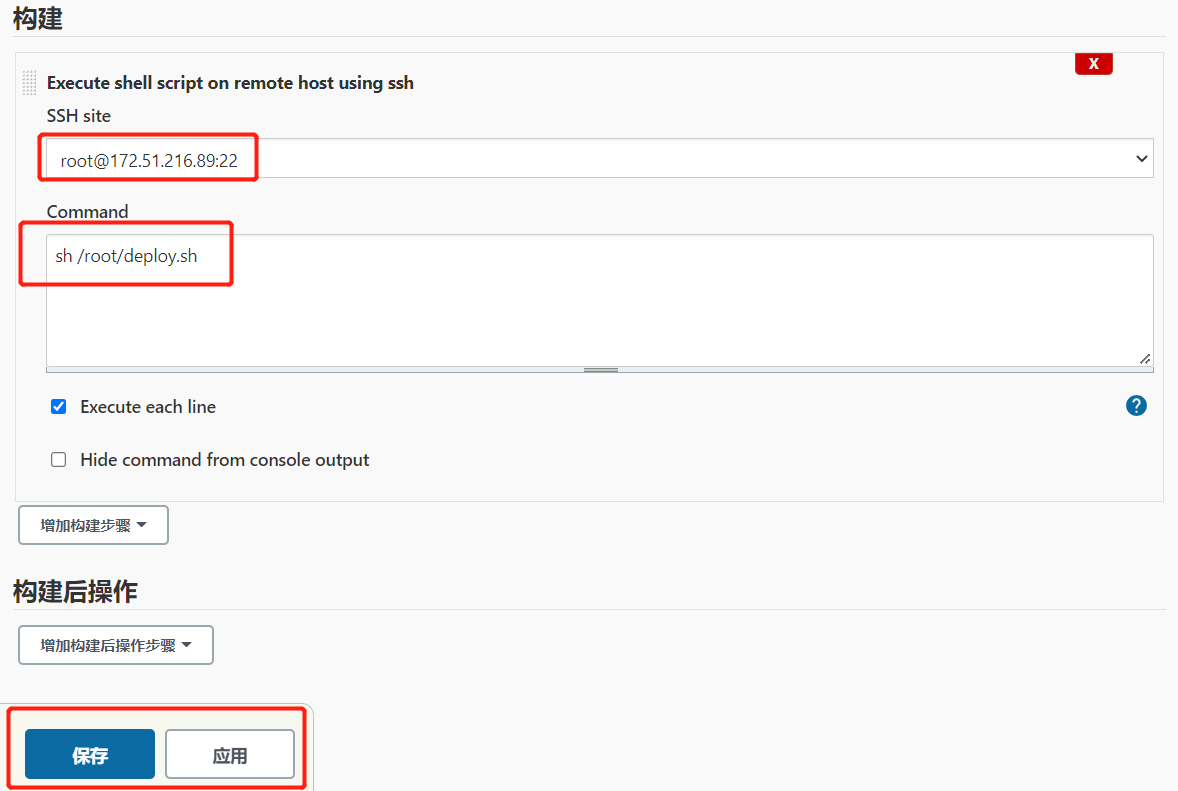 构建
X
Execute shell script on remote host using ssh
SSH site
root@172.51.216.89:22
Command
sh /root/deploy.sh
Execute each line
?
Hide command from console output
增加构建步骤
构建后操作
增加构建后操作步骤
保存 应用